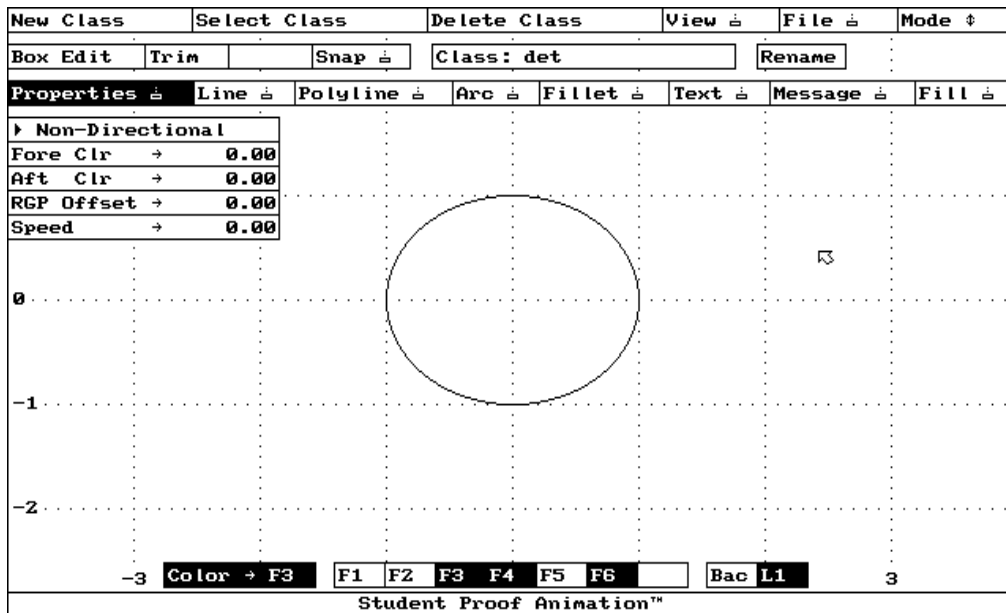 New Class Select Class Delete Class View File Mode
Box Edit Trim Snap Class: det Rename
Properties Line Polyline Arc Fillet Text Message Fill
Non-Directional
Fore Clr → 0.00
Aft Clr → 0.00
RGP Offset → 0.00
Speed → 0.00
0
-1
-2
-3 Color → F3 F1 F2 F3 F4 F5 F6 Bac L1 3
Student Proof Animation™